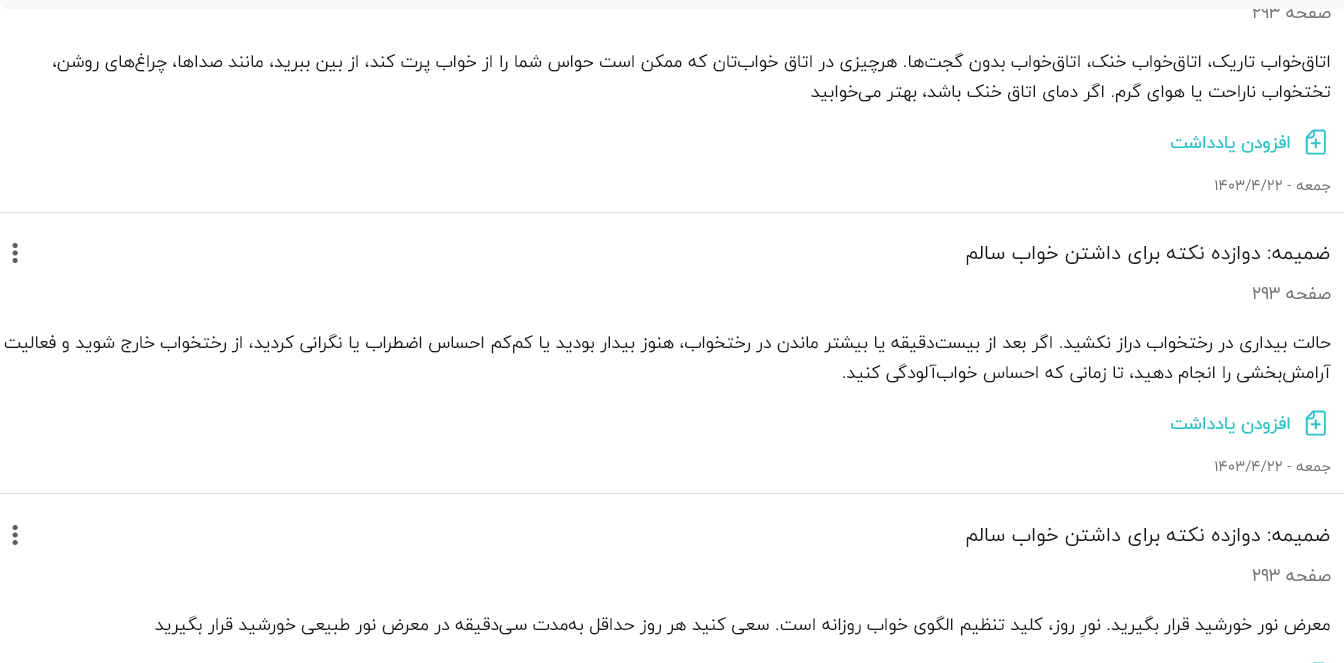 صفحه ۲۹۳
اتاق‌خواب تاریک، اتاق‌خواب خنک، اتاق‌خواب بدون گجت‌ها. هرچیزی در اتاق خواب‌تان که ممکن است حواس شما را از خواب پرت کند، از بین ببرید، مانند صداها، چراغ‌های روشن،
تختخواب ناراحت یا هوای گرم. اگر دمای اتاق خنک باشد، بهتر می‌خوابید
افزودن یادداشت
جمعه - ۱۴۰۳/۴/۲۲
ضمیمه: دوازده نکته برای داشتن خواب سالم
صفحه ۲۹۳
حالت بیداری در رختخواب دراز نکشید. اگر بعد از بیست‌دقیقه یا بیشتر ماندن در رختخواب، هنوز بیدار بودید یا کم‌کم احساس اضطراب یا نگرانی کردید، از رختخواب خارج شوید و فعالیت
آرامش‌بخشی را انجام دهید، تا زمانی که احساس خواب‌آلودگی کنید.
افزودن یادداشت
جمعه - ۱۴۰۳/۴/۲۲
ضمیمه: دوازده نکته برای داشتن خواب سالم
صفحه ۲۹۳
معرض نور خورشید قرار بگیرید. نورِ روز، کلید تنظیم الگوی خواب روزانه است. سعی کنید هر روز حداقل به‌مدت سی‌دقیقه در معرض نور طبیعی خورشید قرار بگیرید